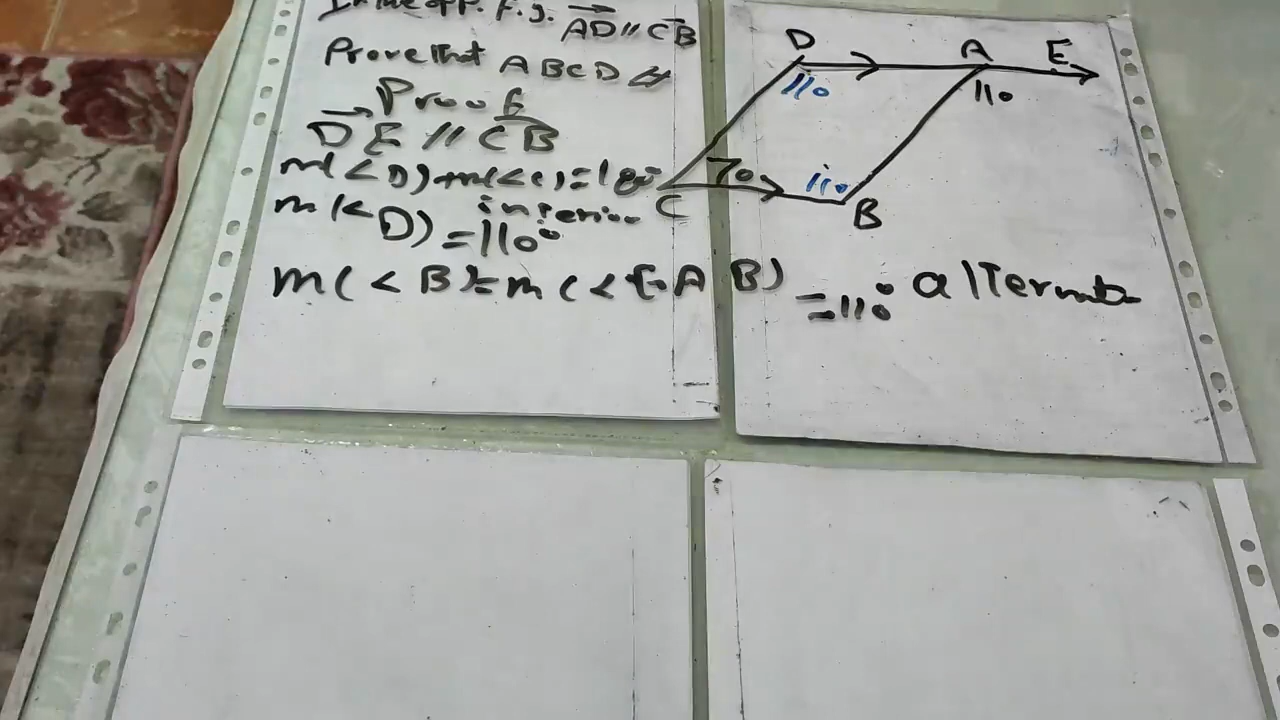 In the opp. Fig. AD // CB
Prove that ABCD ▱
Proof
DE // CB
m(<D)+m(<C)=180°
interior
m(<D) =110°
m(<B)=m(<EAB) =110° alternate
D A E
110 110
70 110
C B